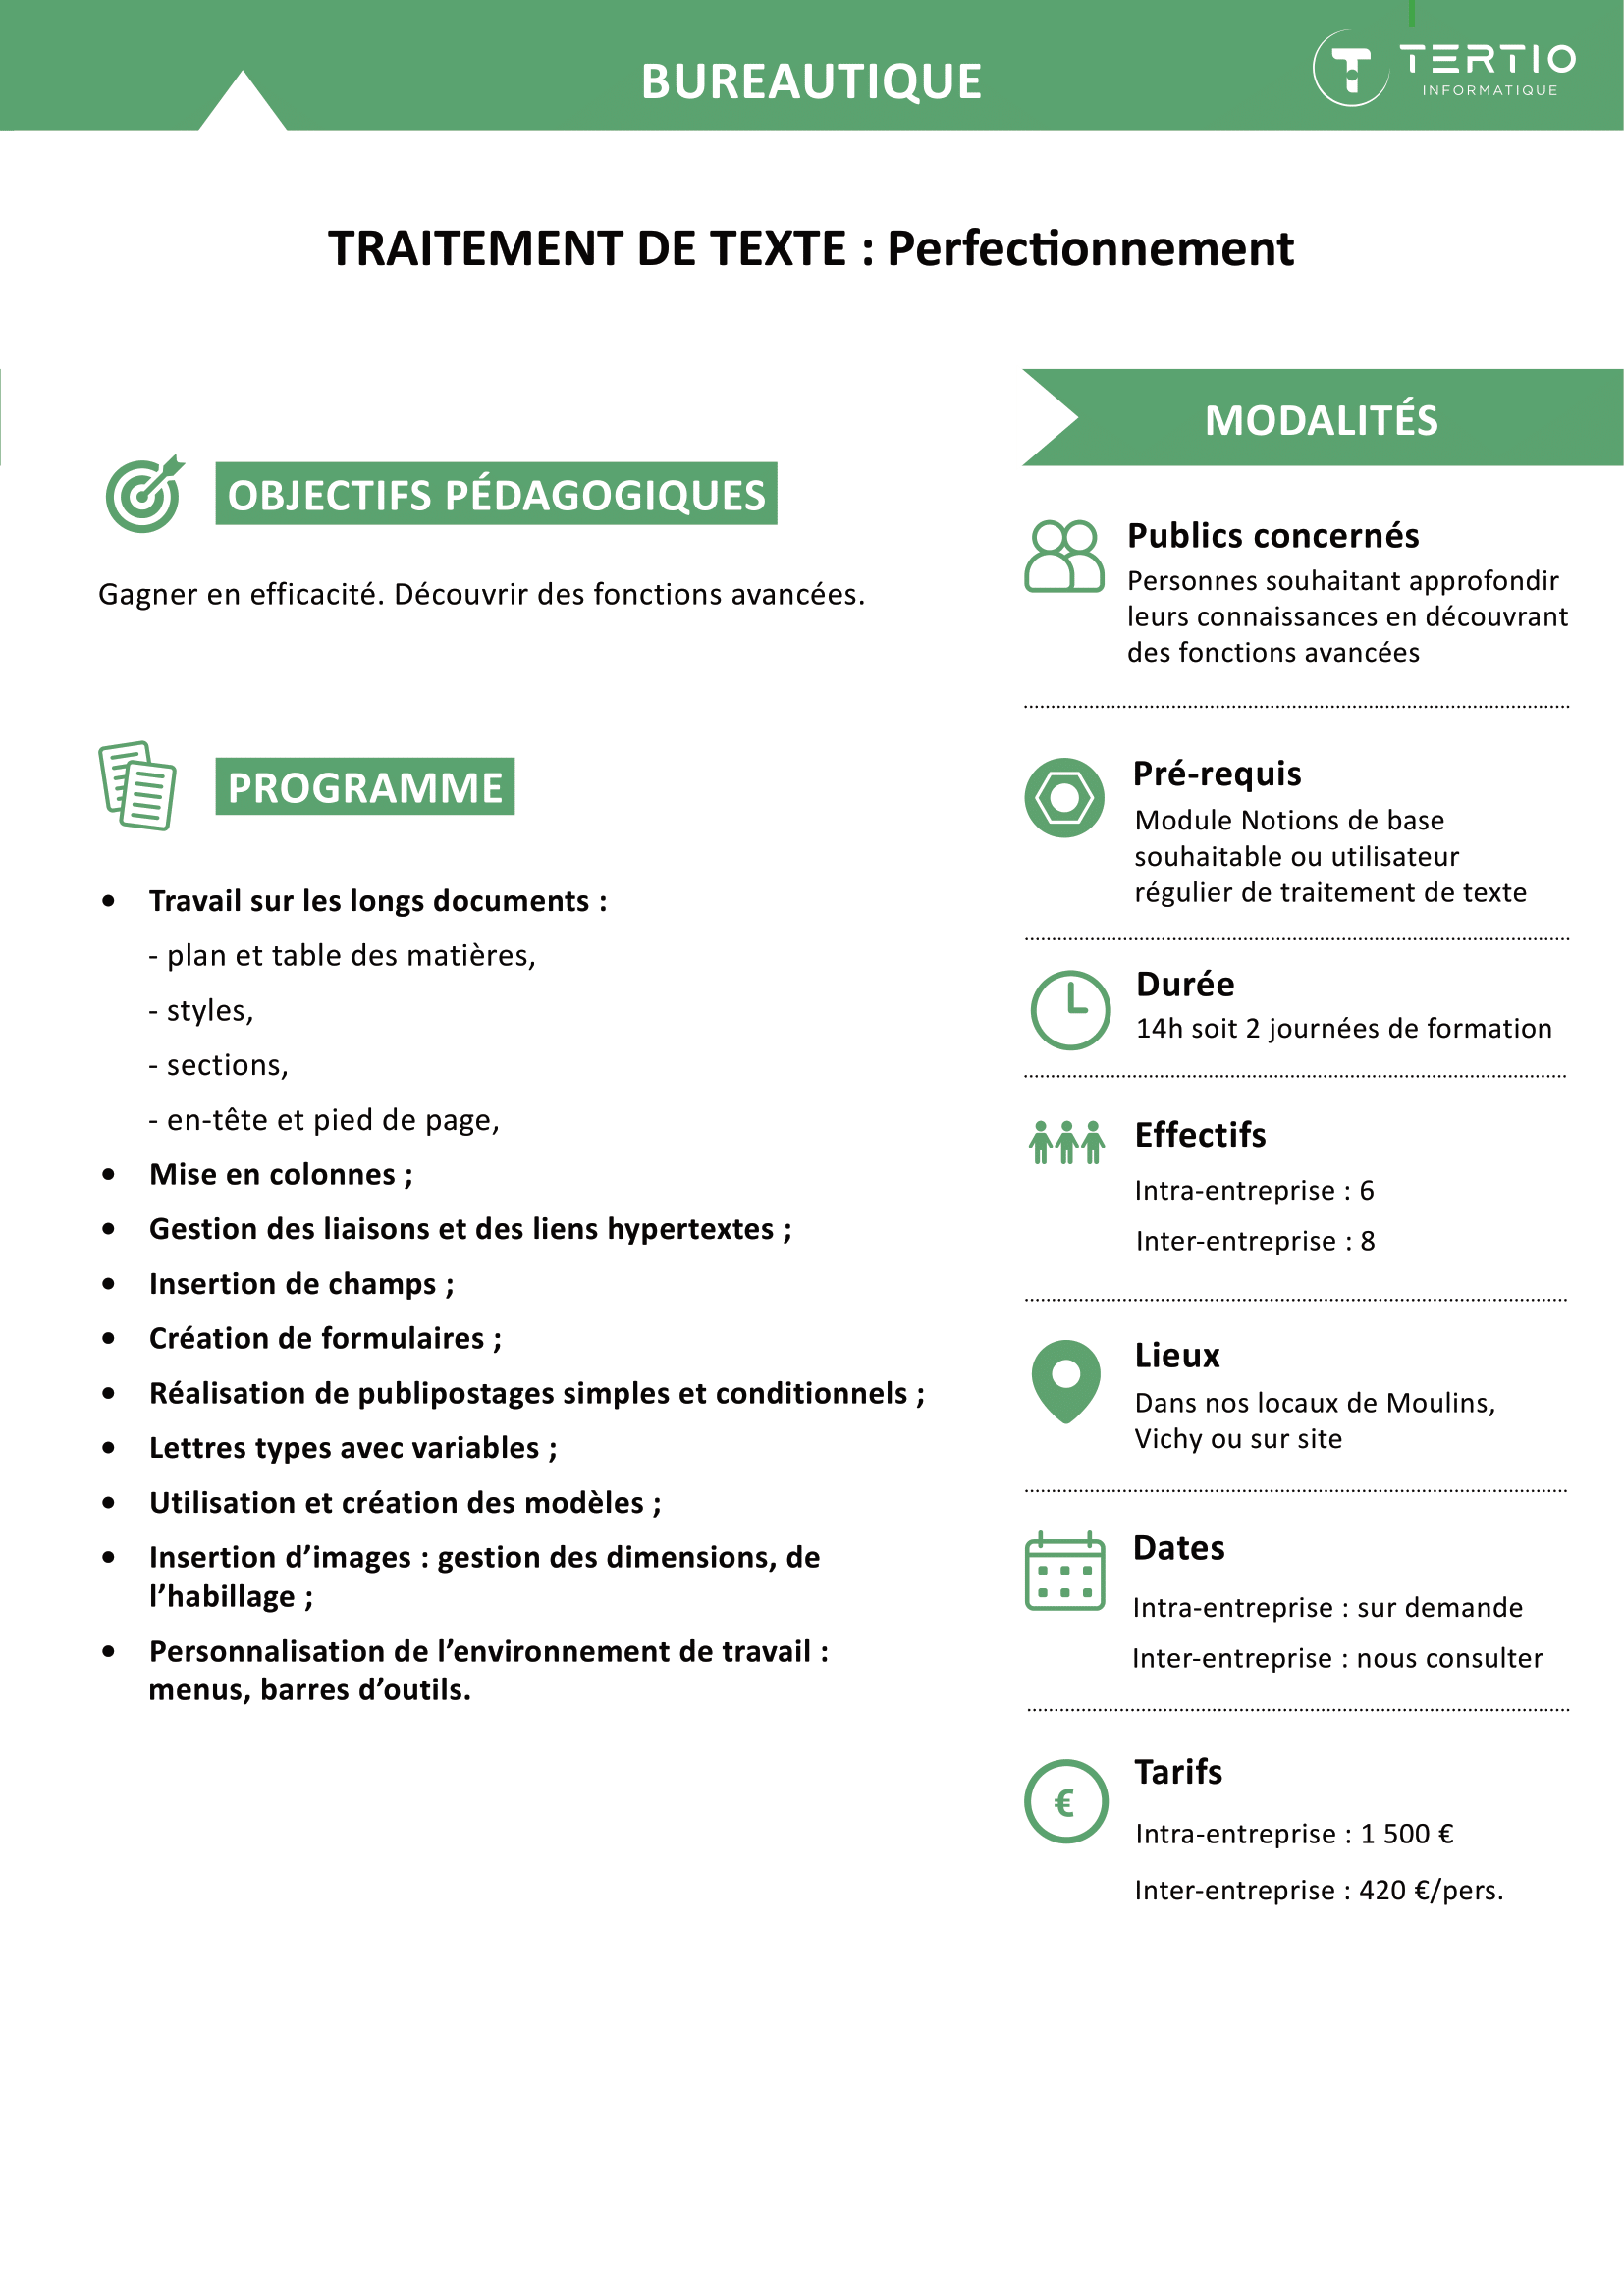 BUREAUTIQUE
TERTIO
INFORMATIQUE
TRAITEMENT DE TEXTE : Perfectionnement
OBJECTIFS PÉDAGOGIQUES
Gagner en efficacité. Découvrir des fonctions avancées.
PROGRAMME
• Travail sur les longs documents :
- plan et table des matières,
- styles,
- sections,
- en-tête et pied de page,
• Mise en colonnes ;
• Gestion des liaisons et des liens hypertextes ;
• Insertion de champs ;
• Création de formulaires ;
• Réalisation de publipostages simples et conditionnels ;
• Lettres types avec variables ;
• Utilisation et création des modèles ;
• Insertion d’images : gestion des dimensions, de
l’habillage ;
• Personnalisation de l’environnement de travail :
menus, barres d’outils.
MODALITÉS
Publics concernés
Personnes souhaitant approfondir
leurs connaissances en découvrant
des fonctions avancées
Pré-requis
Module Notions de base
souhaitable ou utilisateur
régulier de traitement de texte
Durée
14h soit 2 journées de formation
Effectifs
Intra-entreprise : 6
Inter-entreprise : 8
Lieux
Dans nos locaux de Moulins,
Vichy ou sur site
Dates
Intra-entreprise : sur demande
Inter-entreprise : nous consulter
€
Tarifs
Intra-entreprise : 1 500 €
Inter-entreprise : 420 €/pers.